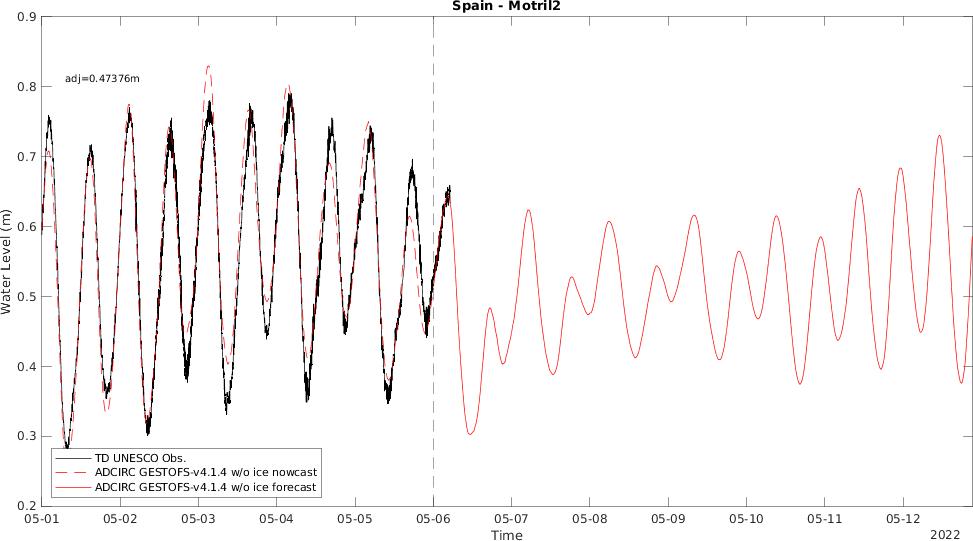 Spain - Motril2
0.9
0.8
0.7
0.6
0.5
0.4
0.3
0.2
Water Level (m)
adj=0.47376m
TD UNESCO Obs.
ADCIRC GESTOFS-v4.1.4 w/o ice nowcast
ADCIRC GESTOFS-v4.1.4 w/o ice forecast
05-01 05-02 05-03 05-04 05-05 05-06 05-07 05-08 05-09 05-10 05-11 05-12
Time
2022